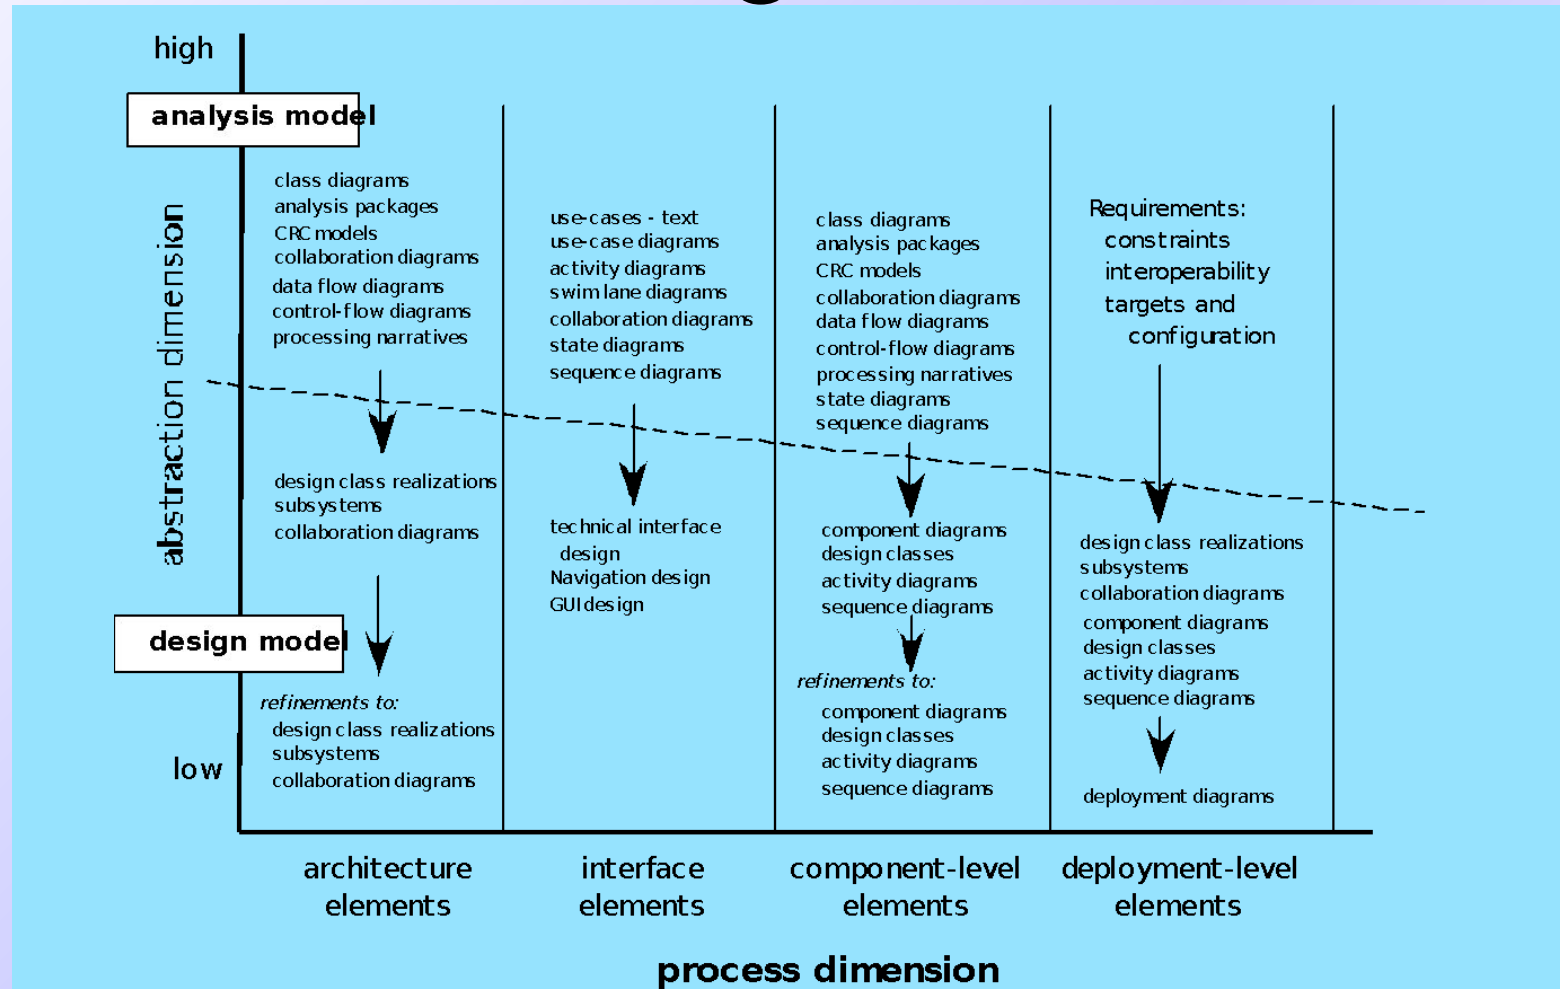 high
analysis model
abstraction dimension
design model
low
class diagrams
analysis packages
CRC models
collaboration diagrams
data flow diagrams
control-flow diagrams
processing narratives
design class realizations
subsystems
collaboration diagrams
refinements to:
design class realizations
subsystems
collaboration diagrams
use-cases - text
use-case diagrams
activity diagrams
swim lane diagrams
collaboration diagrams
state diagrams
sequence diagrams
technical interface
design
Navigation design
GUI design
class diagrams
analysis packages
CRC models
collaboration diagrams
data flow diagrams
control-flow diagrams
processing narratives
state diagrams
sequence diagrams
component diagrams
design classes
activity diagrams
sequence diagrams
refinements to:
component diagrams
design classes
activity diagrams
sequence diagrams
Requirements:
constraints
interoperability
targets and
configuration
design class realizations
subsystems
collaboration diagrams
component diagrams
design classes
activity diagrams
sequence diagrams
deployment diagrams
architecture
elements
interface
elements
component-level
elements
deployment-level
elements
process dimension